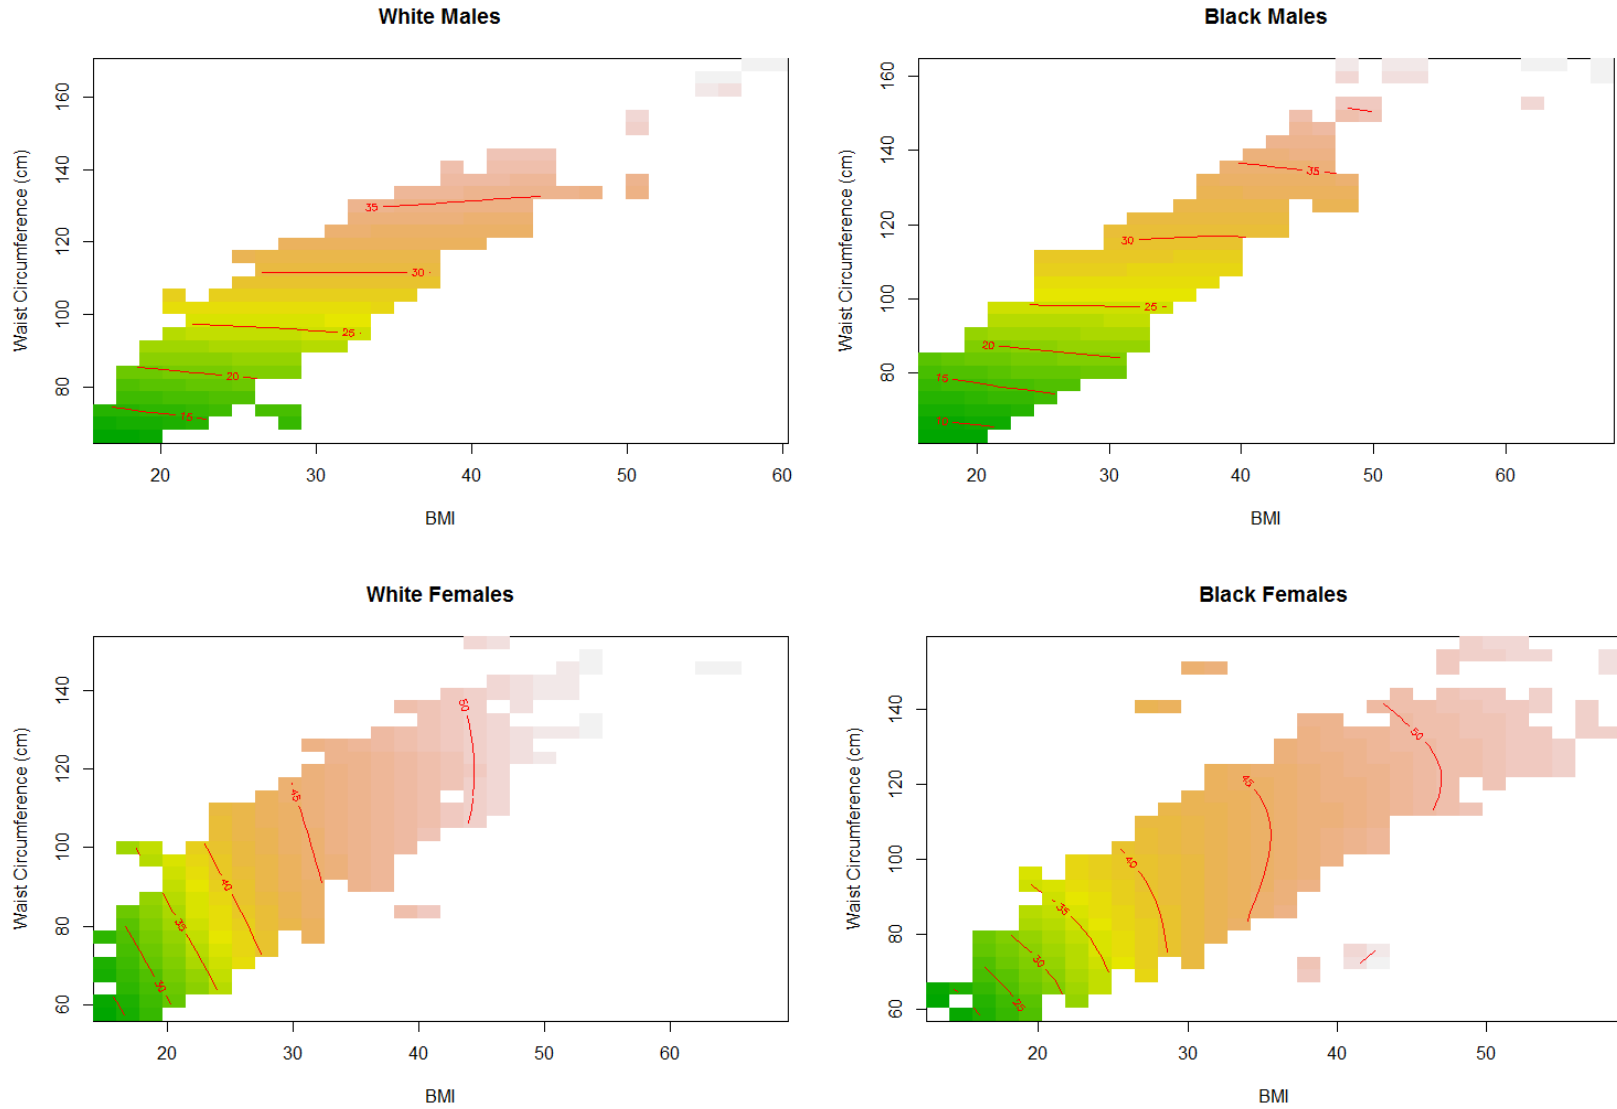 White Males
Waist Circumference (cm)
160
140
120
100
80
35
30
25
20
15
20 30 40 50 60
BMI
Black Males
Waist Circumference (cm)
160
140
120
100
80
35
30
25
20
15
10
20 30 40 50 60
BMI
White Females
Waist Circumference (cm)
140
120
100
80
60
50
45
40
35
30
20 30 40 50 60
BMI
Black Females
Waist Circumference (cm)
140
120
100
80
60
50
45
40
35
30
25
20 30 40 50
BMI